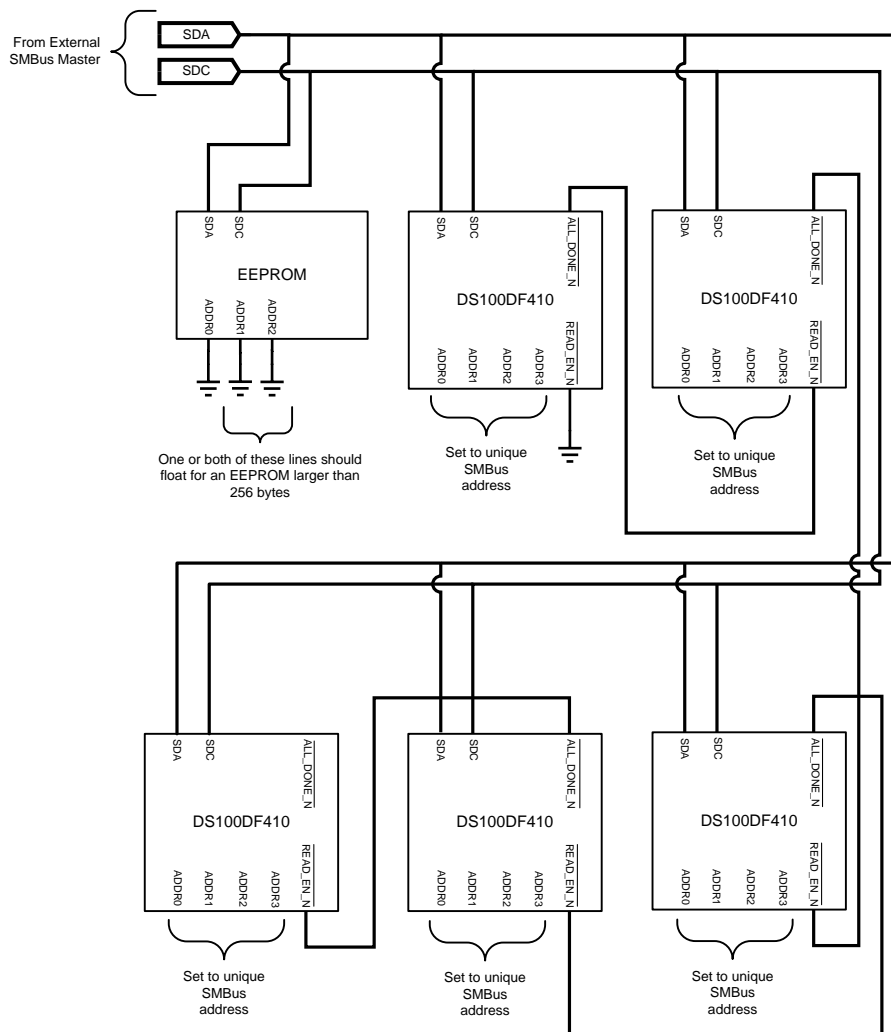 From External
SMBus Master
SDA
SDC
SDA
SDC
EEPROM
ADDR0
ADDR1
ADDR2
One or both of these lines should
float for an EEPROM larger than
256 bytes
SDA
SDC
ALL_DONE_N
DS100DF410
ADDR0
ADDR1
ADDR2
ADDR3
READ_EN_N
Set to unique
SMBus
address
SDA
SDC
ALL_DONE_N
DS100DF410
ADDR0
ADDR1
ADDR2
ADDR3
READ_EN_N
Set to unique
SMBus
address
SDA
SDC
ALL_DONE_N
DS100DF410
ADDR0
ADDR1
ADDR2
ADDR3
READ_EN_N
Set to unique
SMBus
address
SDA
SDC
ALL_DONE_N
DS100DF410
ADDR0
ADDR1
ADDR2
ADDR3
READ_EN_N
Set to unique
SMBus
address
SDA
SDC
ALL_DONE_N
DS100DF410
ADDR0
ADDR1
ADDR2
ADDR3
READ_EN_N
Set to unique
SMBus
address